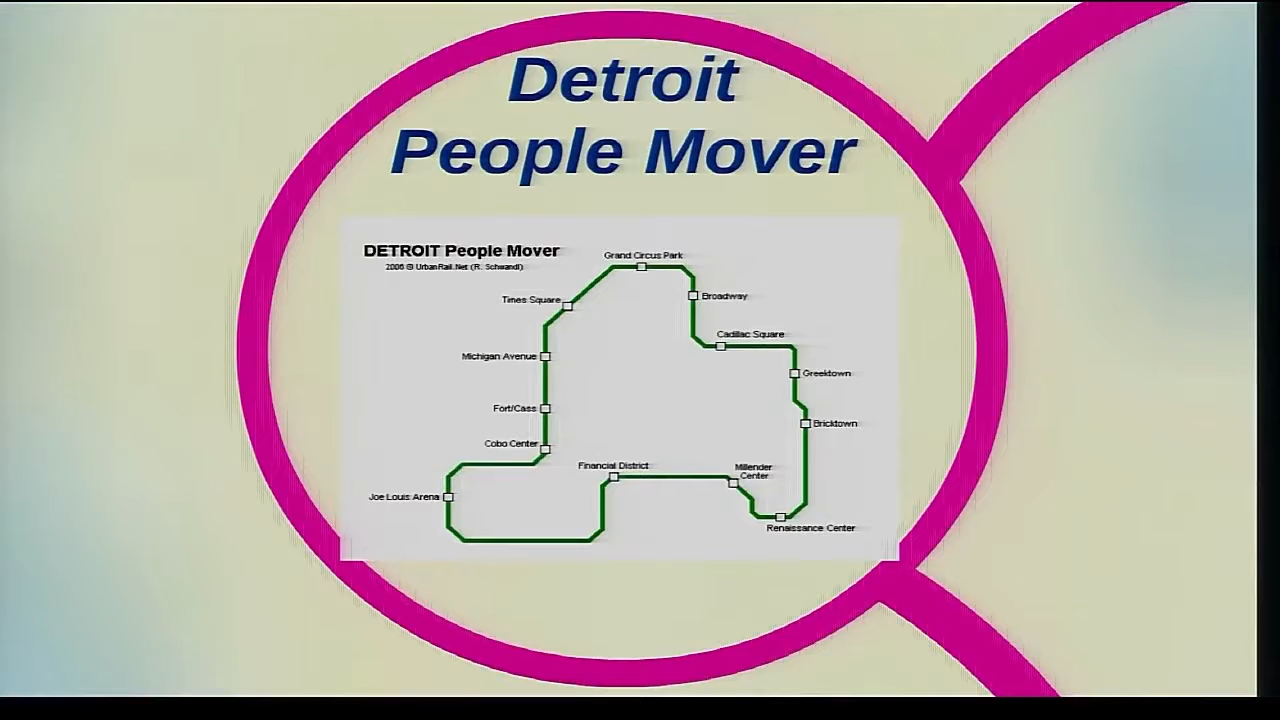 Detroit
People Mover
DETROIT People Mover
2006 © UrbanRail.Net (R. Schwandl)
Grand Circus Park
Times Square
Broadway
Cadillac Square
Michigan Avenue
Greektown
Fort/Cass
Bricktown
Cobo Center
Financial District
Millender
Center
Joe Louis Arena
Renaissance Center